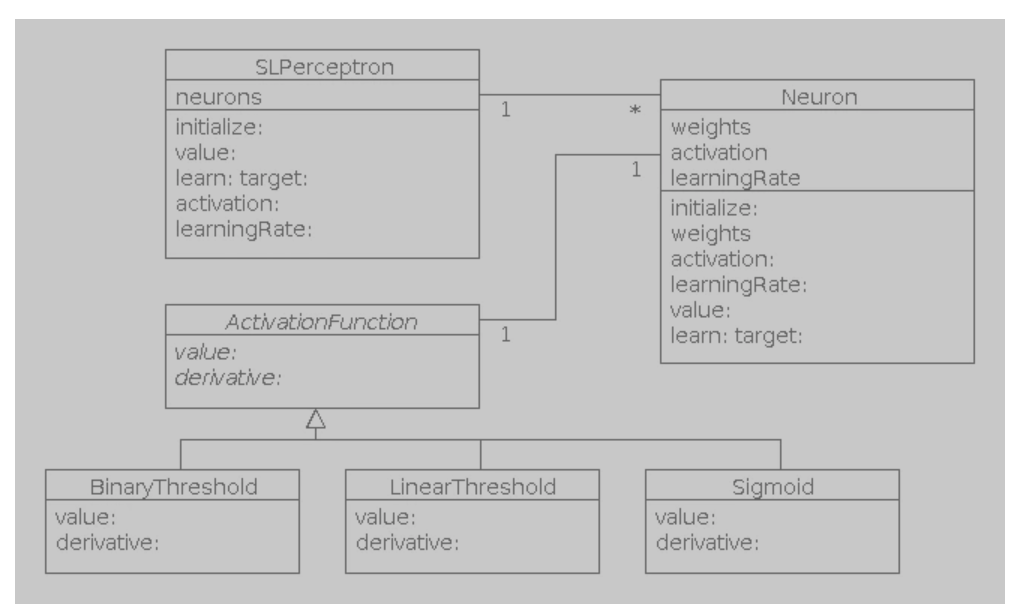 SLPerceptron
neurons
initialize:
value:
learn: target:
activation:
learningRate:
1
*
Neuron
weights
activation
learningRate
initialize:
weights
activation:
learningRate:
value:
learn: target:
1
ActivationFunction
value:
derivative:
1
BinaryThreshold
value:
derivative:
LinearThreshold
value:
derivative:
Sigmoid
value:
derivative: